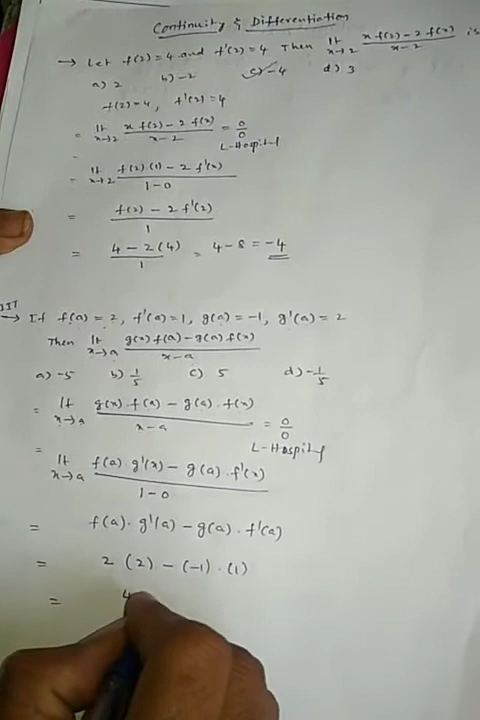 Continuity & Differentiation
→ Let f(2) = 4 and f'(2) = 4 Then lt x→2 x f(2) – 2 f(x) / x – 2 is
a) 2 b) –2 c) –4 d) 3
f(2) = 4, f'(2) = 4
= lt x→2 x f(2) – 2 f(x) / x – 2 = 0/0
L-Hospital
= lt x→2 f(2) (1) – 2 f'(x) / 1 – 0
= f(2) – 2 f'(2) / 1
= 4 – 2 (4) / 1 = 4 – 8 = –4
IIT
→ If f(a) = 2, f'(a) = 1, g(a) = –1, g'(a) = 2
Then lt x→a g(x) f(a) – g(a) f(x) / x – a
a) –5 b) 1/5 c) 5 d) –1/5
= lt x→a g(x) . f(a) – g(a) . f(x) / x – a = 0/0
L-Hospital
= lt x→a f(a) g'(x) – g(a) . f'(x) / 1 – 0
= f(a) . g'(a) – g(a) . f'(a)
= 2 (2) – (–1) . (1)
= 4